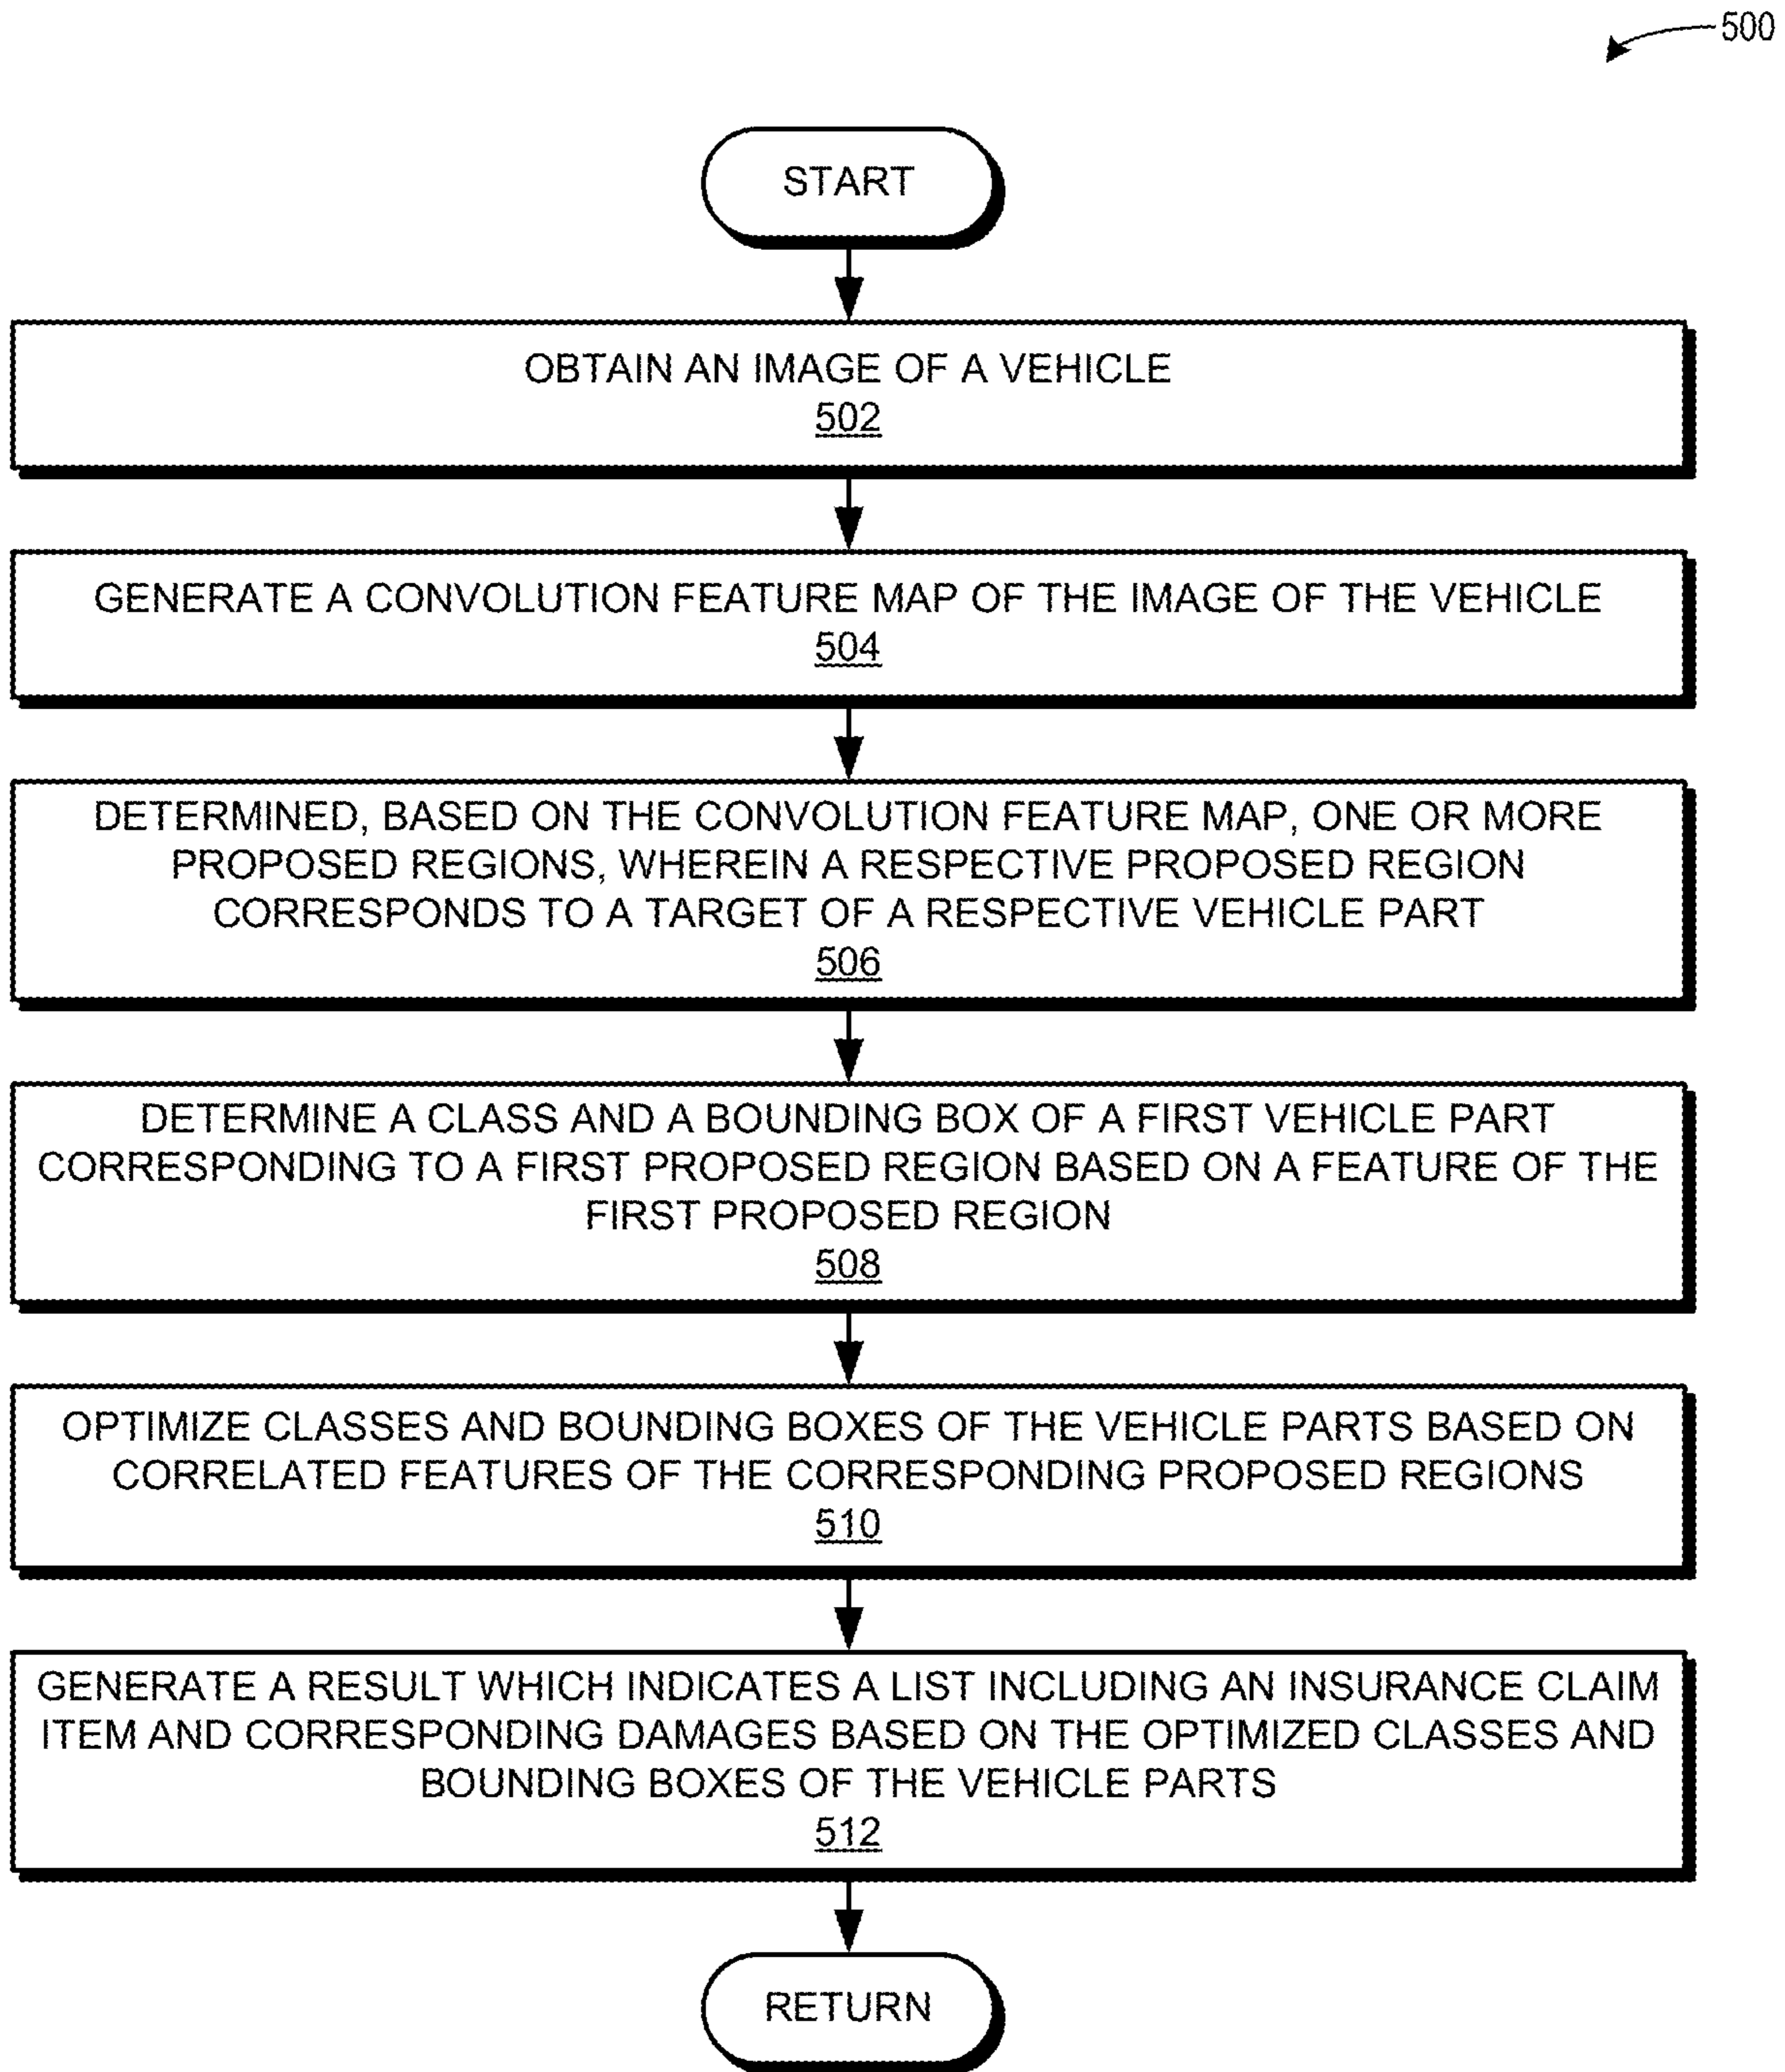 500
START
OBTAIN AN IMAGE OF A VEHICLE
502
GENERATE A CONVOLUTION FEATURE MAP OF THE IMAGE OF THE VEHICLE
504
DETERMINED, BASED ON THE CONVOLUTION FEATURE MAP, ONE OR MORE
PROPOSED REGIONS, WHEREIN A RESPECTIVE PROPOSED REGION
CORRESPONDS TO A TARGET OF A RESPECTIVE VEHICLE PART
506
DETERMINE A CLASS AND A BOUNDING BOX OF A FIRST VEHICLE PART
CORRESPONDING TO A FIRST PROPOSED REGION BASED ON A FEATURE OF THE
FIRST PROPOSED REGION
508
OPTIMIZE CLASSES AND BOUNDING BOXES OF THE VEHICLE PARTS BASED ON
CORRELATED FEATURES OF THE CORRESPONDING PROPOSED REGIONS
510
GENERATE A RESULT WHICH INDICATES A LIST INCLUDING AN INSURANCE CLAIM
ITEM AND CORRESPONDING DAMAGES BASED ON THE OPTIMIZED CLASSES AND
BOUNDING BOXES OF THE VEHICLE PARTS
512
RETURN